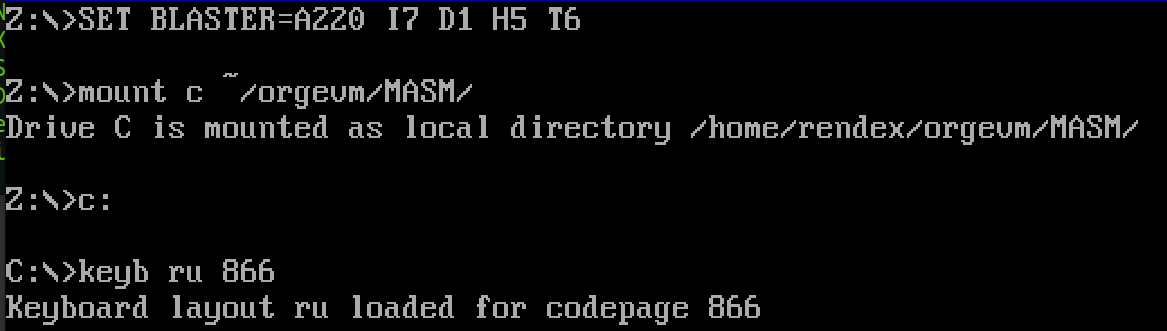 Z:\>SET BLASTER=A220 I7 D1 H5 T6
Z:\>mount c ~/orgevm/MASM/
Drive C is mounted as local directory /home/rendex/orgevm/MASM/
Z:\>c:
C:\>keyb ru 866
Keyboard layout ru loaded for codepage 866